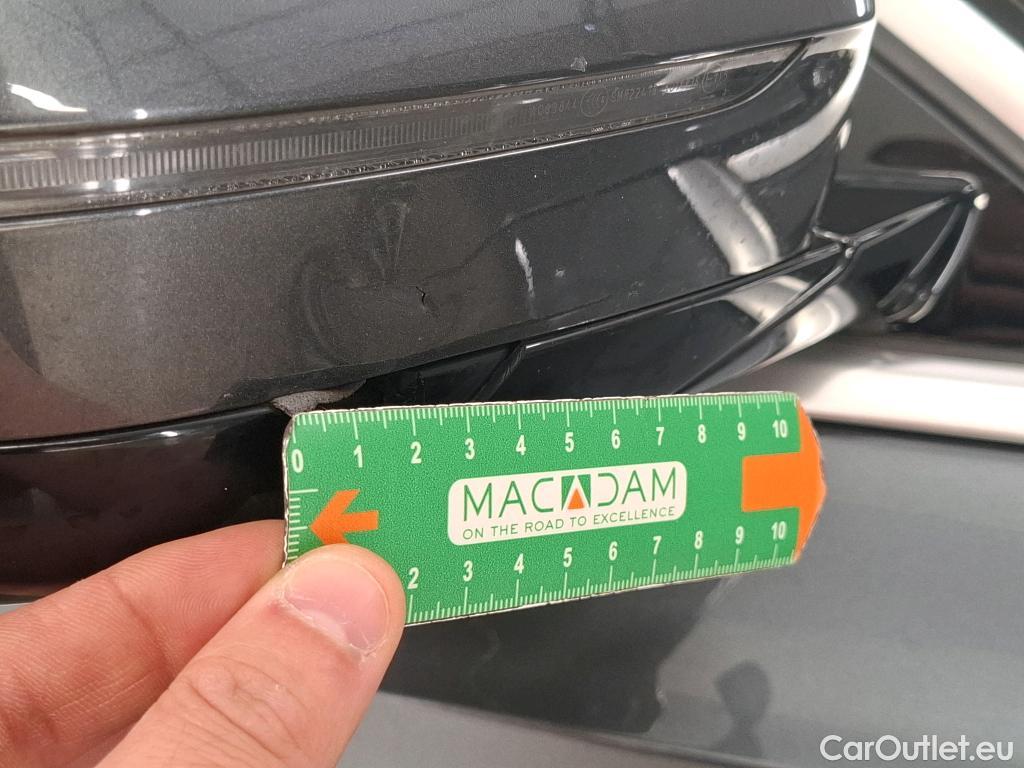 0 1 2 3 4 5 6 7 8 9 10
MACADAM
ON THE ROAD TO EXCELLENCE
2 3 4 5 6 7 8 9 10
CarOutlet.eu